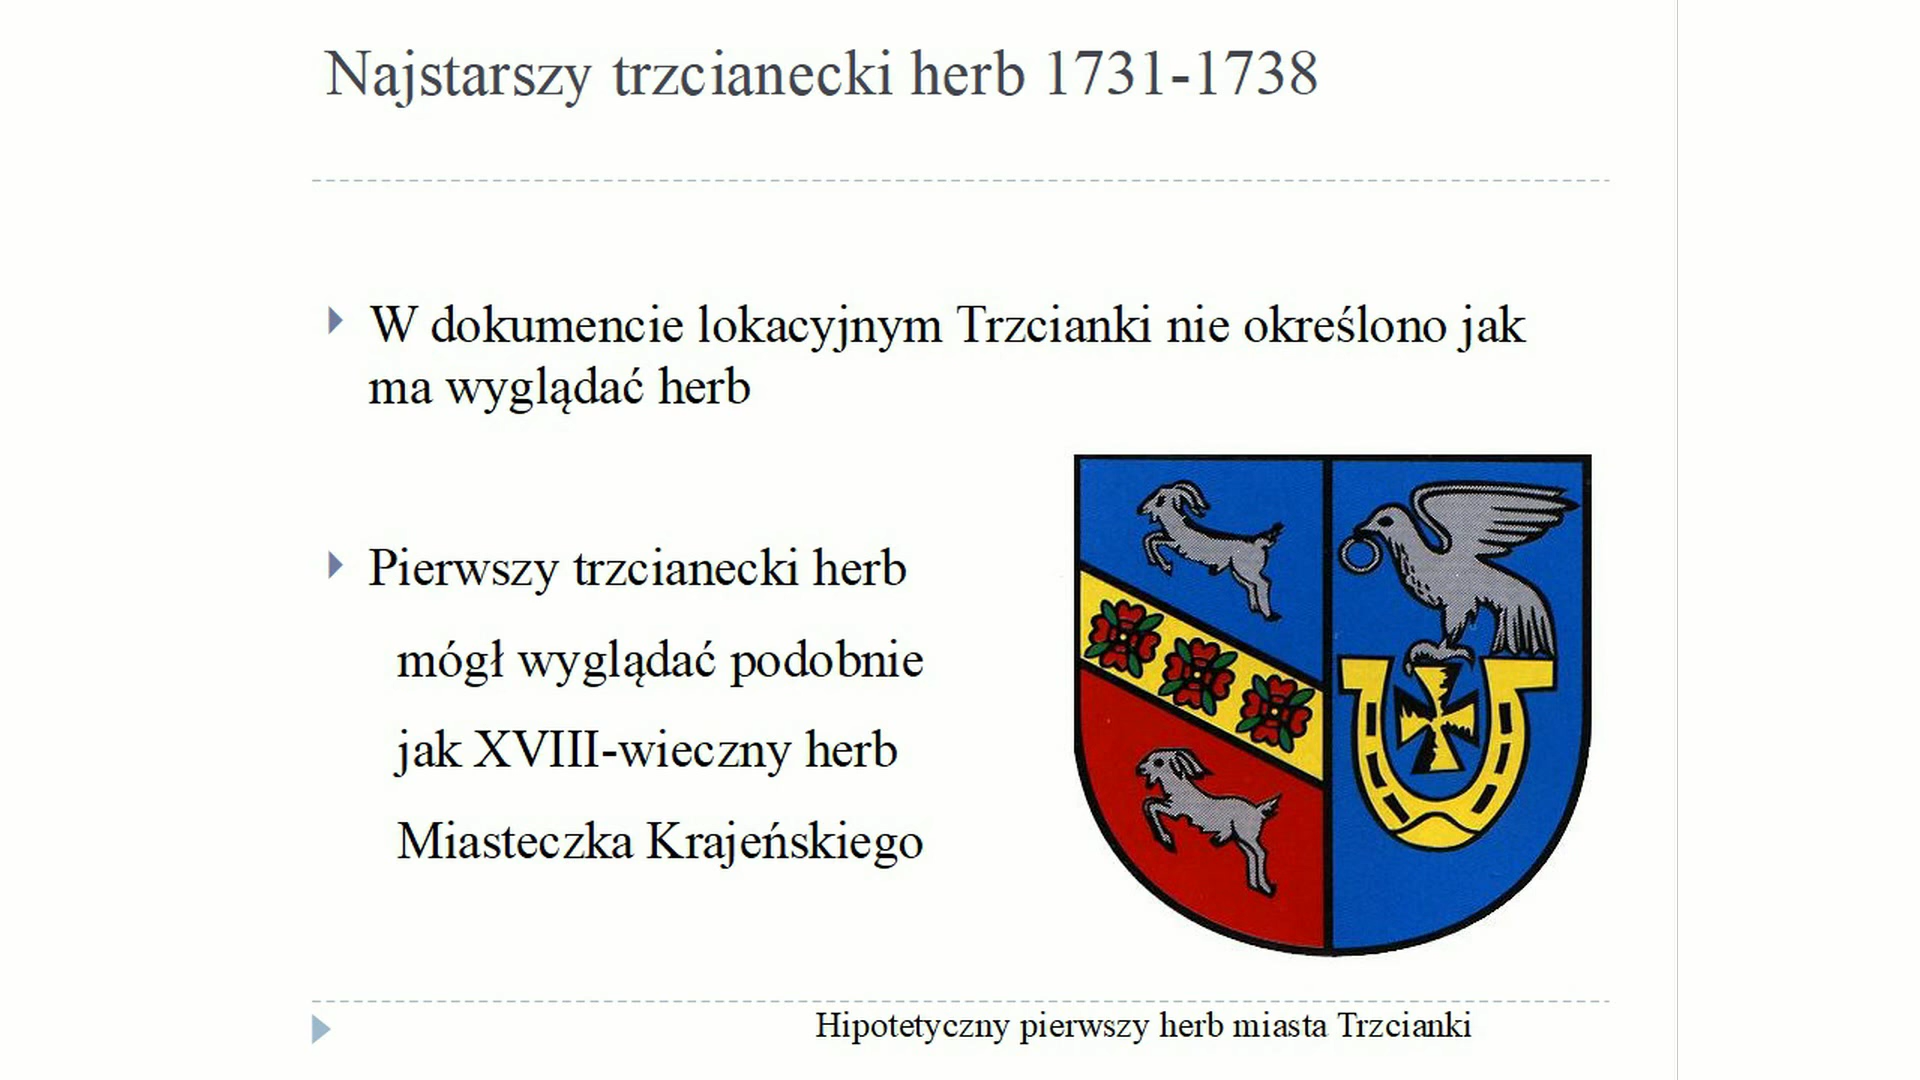 Najstarszy trzcianecki herb 1731-1738
W dokumencie lokacyjnym Trzcianki nie określono jak
ma wyglądać herb
Pierwszy trzcianecki herb
mógł wyglądać podobnie
jak XVIII-wieczny herb
Miasteczka Krajeńskiego
Hipotetyczny pierwszy herb miasta Trzcianki